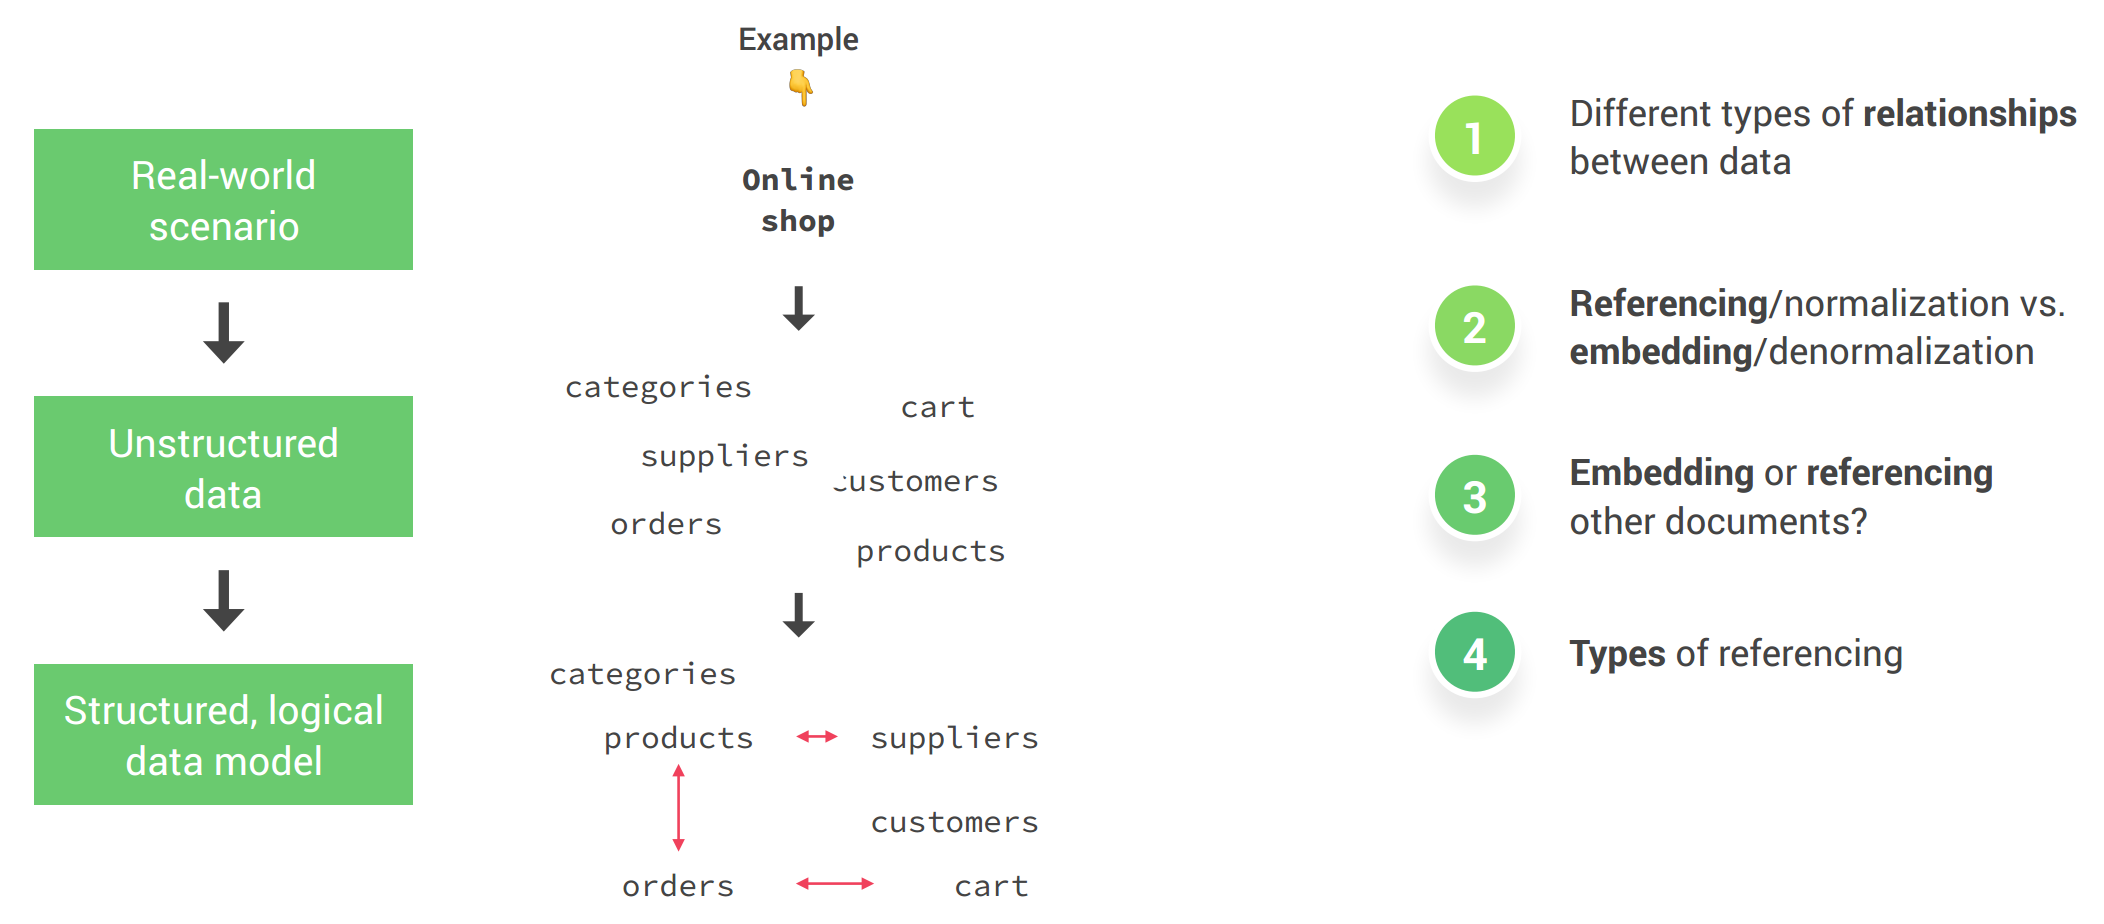 Example
Real-world
scenario
Unstructured
data
Structured, logical
data model
Online
shop
categories
cart
suppliers
customers
orders
products
categories
products
suppliers
customers
orders
cart
1
Different types of relationships
between data
2
Referencing/normalization vs.
embedding/denormalization
3
Embedding or referencing
other documents?
4
Types of referencing